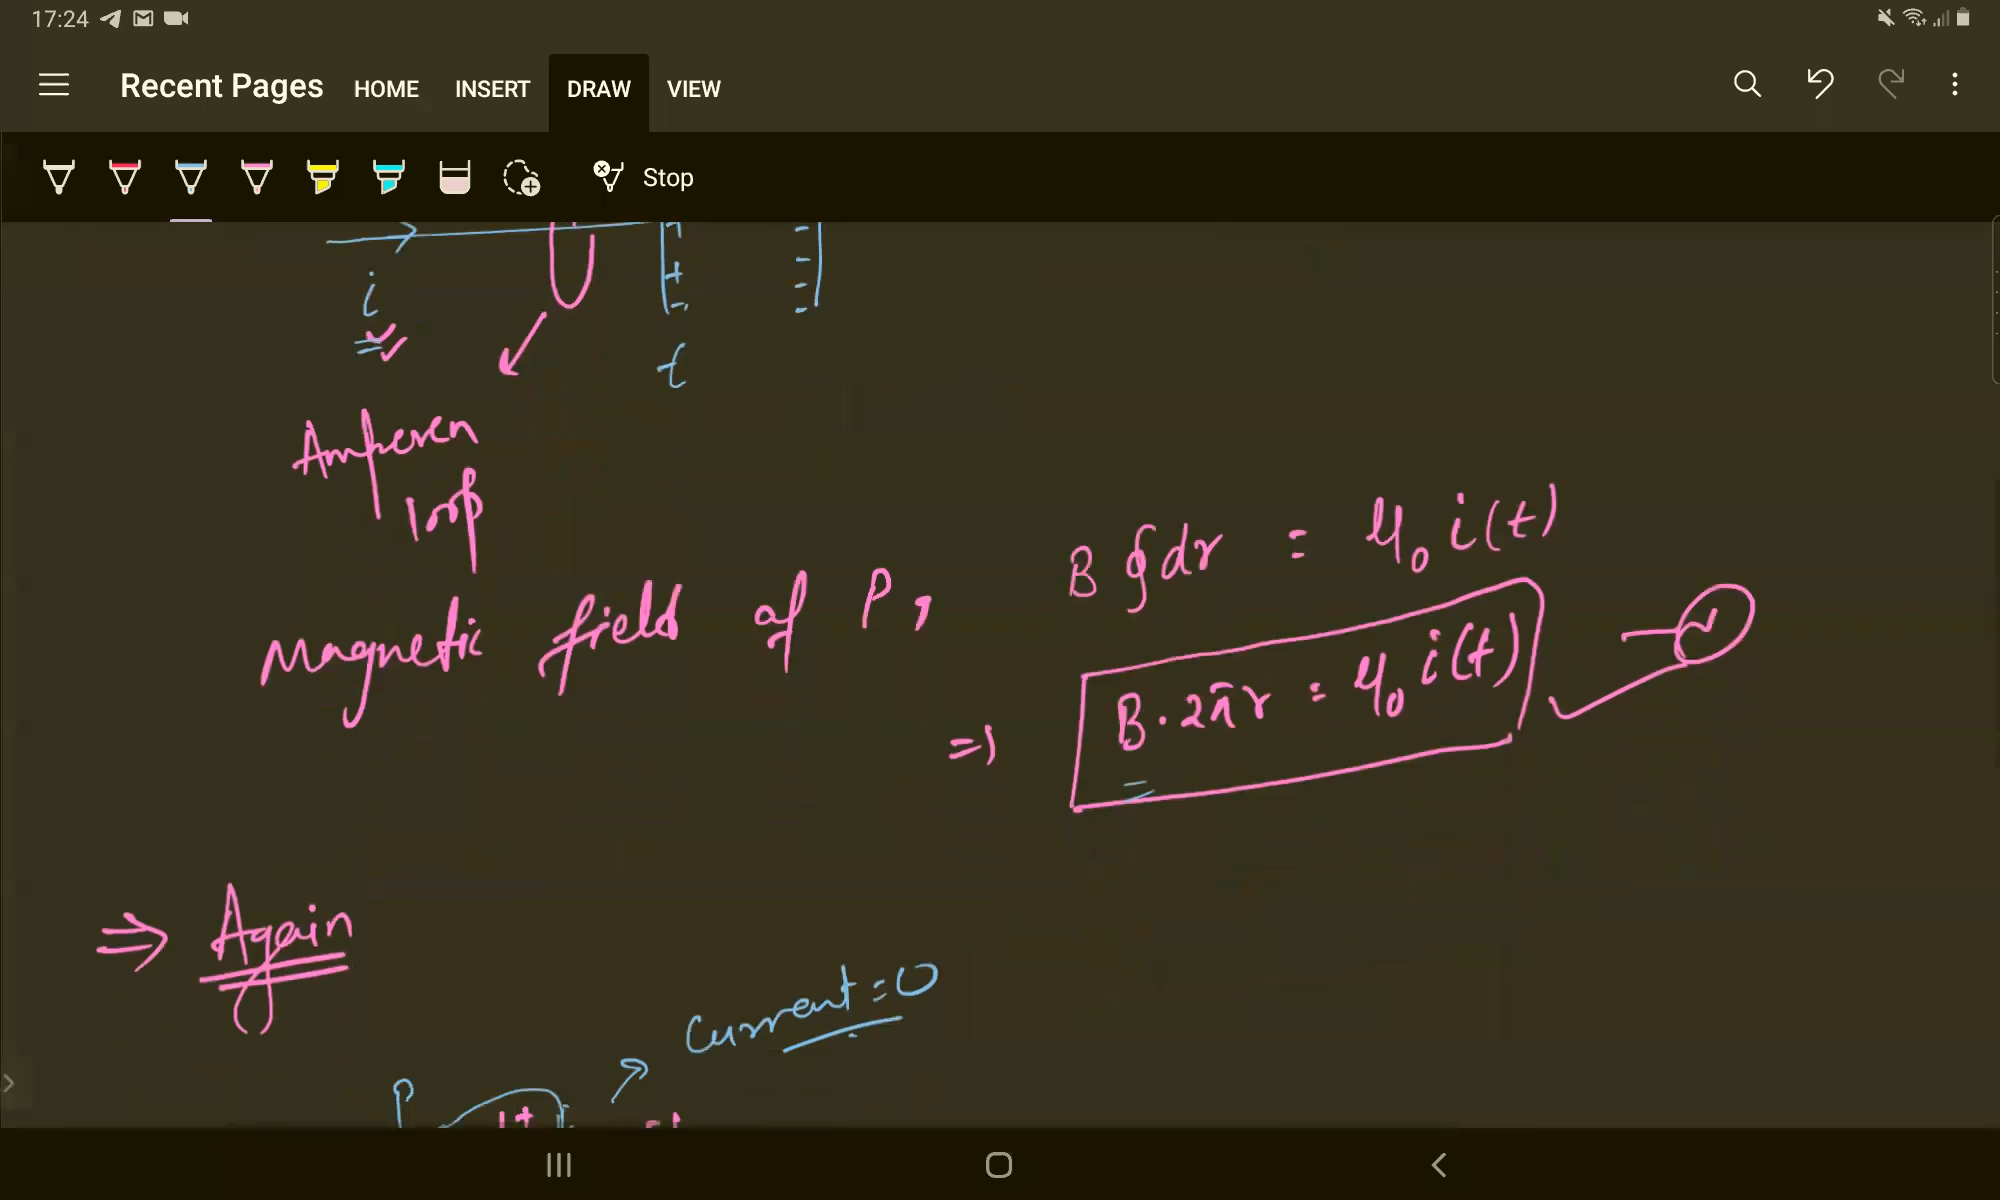 17:24
Recent Pages HOME INSERT DRAW VIEW
Stop
i
t
Amperen
loop
B ∮dr = μ₀ i(t)
Magnetic field of P,
=> B · 2πr = μ₀ i(t)
=> Again
Current = 0
P